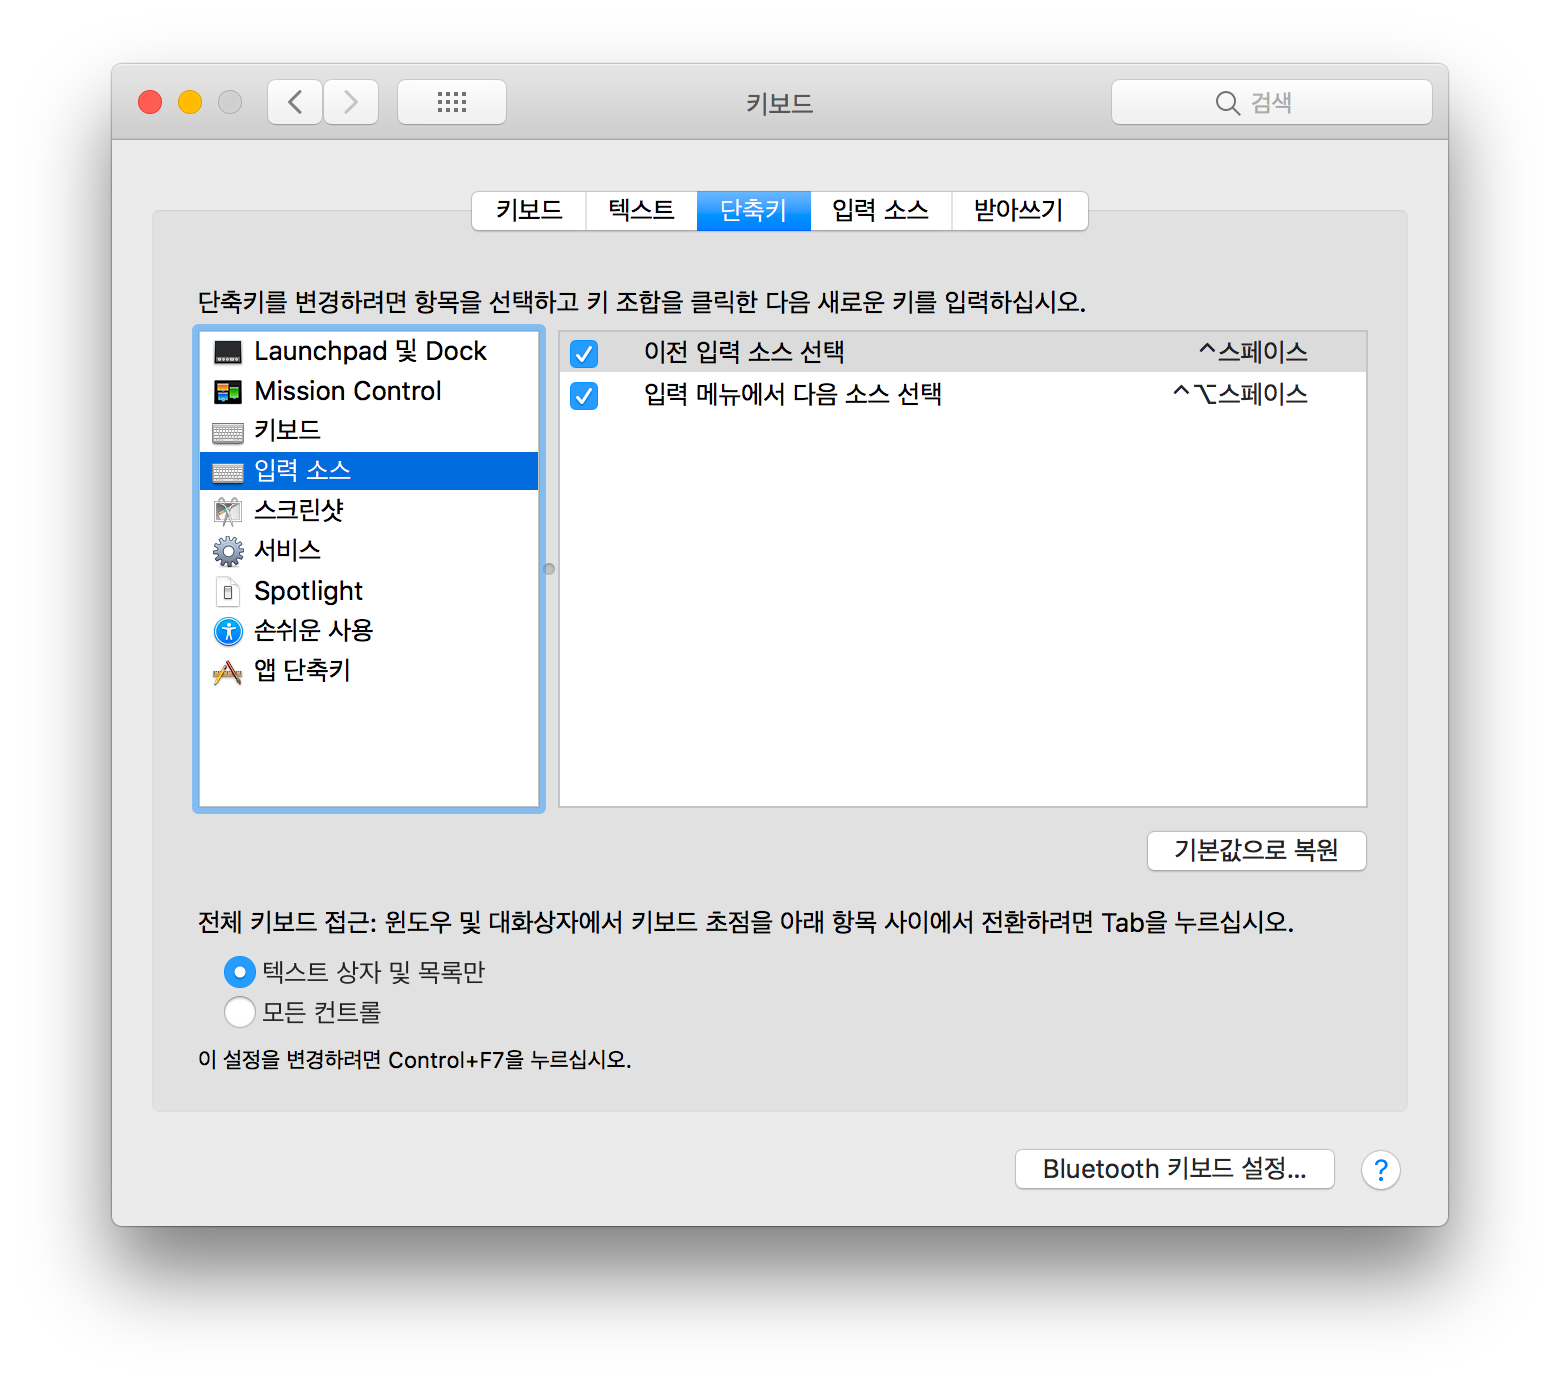 키보드
검색
키보드 텍스트 단축키 입력 소스 받아쓰기
단축키를 변경하려면 항목을 선택하고 키 조합을 클릭한 다음 새로운 키를 입력하십시오.
Launchpad 및 Dock
Mission Control
키보드
입력 소스
스크린샷
서비스
Spotlight
손쉬운 사용
앱 단축키
이전 입력 소스 선택 ^스페이스
입력 메뉴에서 다음 소스 선택 ^⌥스페이스
기본값으로 복원
전체 키보드 접근: 윈도우 및 대화상자에서 키보드 초점을 아래 항목 사이에서 전환하려면 Tab을 누르십시오.
텍스트 상자 및 목록만
모든 컨트롤
이 설정을 변경하려면 Control+F7을 누르십시오.
Bluetooth 키보드 설정... ?